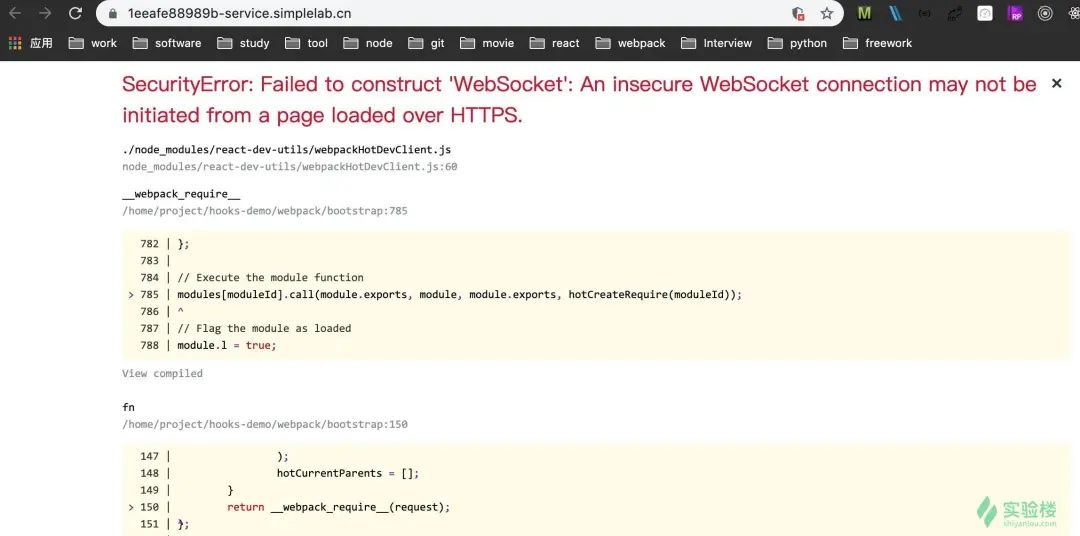 1eeafe88989b-service.simplelab.cn
应用 work software study tool node git movie react webpack Interview python freework
SecurityError: Failed to construct 'WebSocket': An insecure WebSocket connection may not be
initiated from a page loaded over HTTPS.
./node_modules/react-dev-utils/webpackHotDevClient.js
node_modules/react-dev-utils/webpackHotDevClient.js:60
__webpack_require__
/home/project/hooks-demo/webpack/bootstrap:785
782 | };
783 |
784 | // Execute the module function
> 785 | modules[moduleId].call(module.exports, module, module.exports, hotCreateRequire(moduleId));
786 | ^
787 | // Flag the module as loaded
788 | module.l = true;
View compiled
fn
/home/project/hooks-demo/webpack/bootstrap:150
147 | );
148 | hotCurrentParents = [];
149 | }
> 150 | return __webpack_require__(request);
151 | };
实验楼
shiyanlou.com